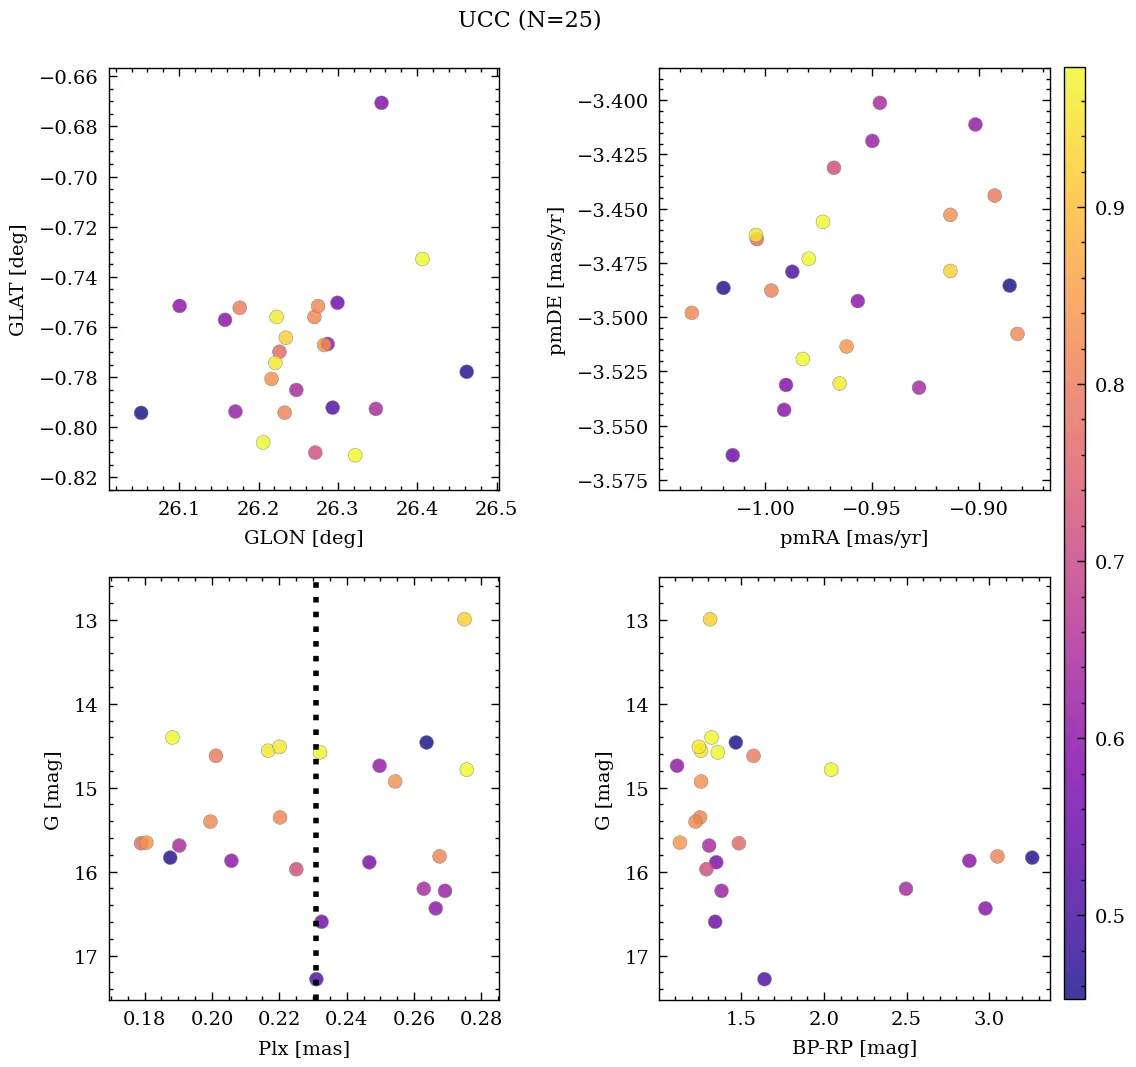 UCC (N=25)
−0.66
−0.68
−0.70
−0.72
−0.74
−0.76
−0.78
−0.80
−0.82
GLAT [deg]
26.1 26.2 26.3 26.4 26.5
GLON [deg]
−3.400
−3.425
−3.450
−3.475
−3.500
−3.525
−3.550
−3.575
pmDE [mas/yr]
−1.00 −0.95 −0.90
pmRA [mas/yr]
13
14
15
16
17
G [mag]
0.18 0.20 0.22 0.24 0.26 0.28
Plx [mas]
13
14
15
16
17
G [mag]
1.5 2.0 2.5 3.0
BP-RP [mag]
0.9
0.8
0.7
0.6
0.5